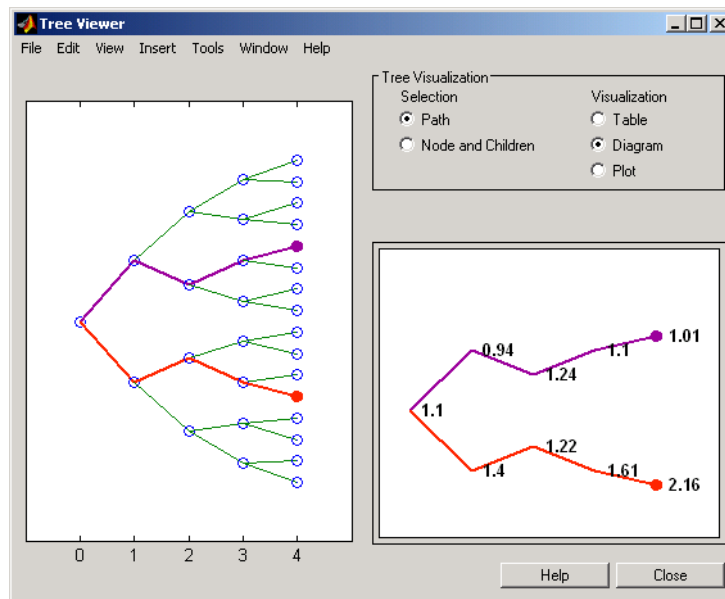 Tree Viewer
File Edit View Insert Tools Window Help
Tree Visualization
Selection Visualization
Path Table
Node and Children Diagram
Plot
0.94 1.24 1.1 1.01
1.1
1.4 1.22 1.61 2.16
0 1 2 3 4
Help Close